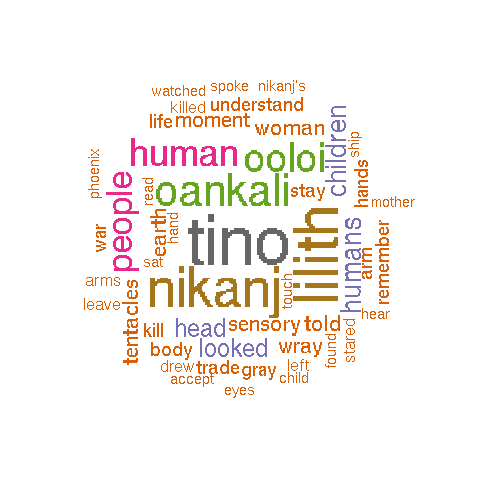 watched spoke nikanj's
killed understand
life moment woman
human ooloi children
phoenix people read oankali stay hands ship
mother
war earth hand tino lilith humans arm remember
sat
arms nikanj touch hear
leave tentacles
kill head sensory told found stared
body looked wray
drew trade gray left
accept child
eyes